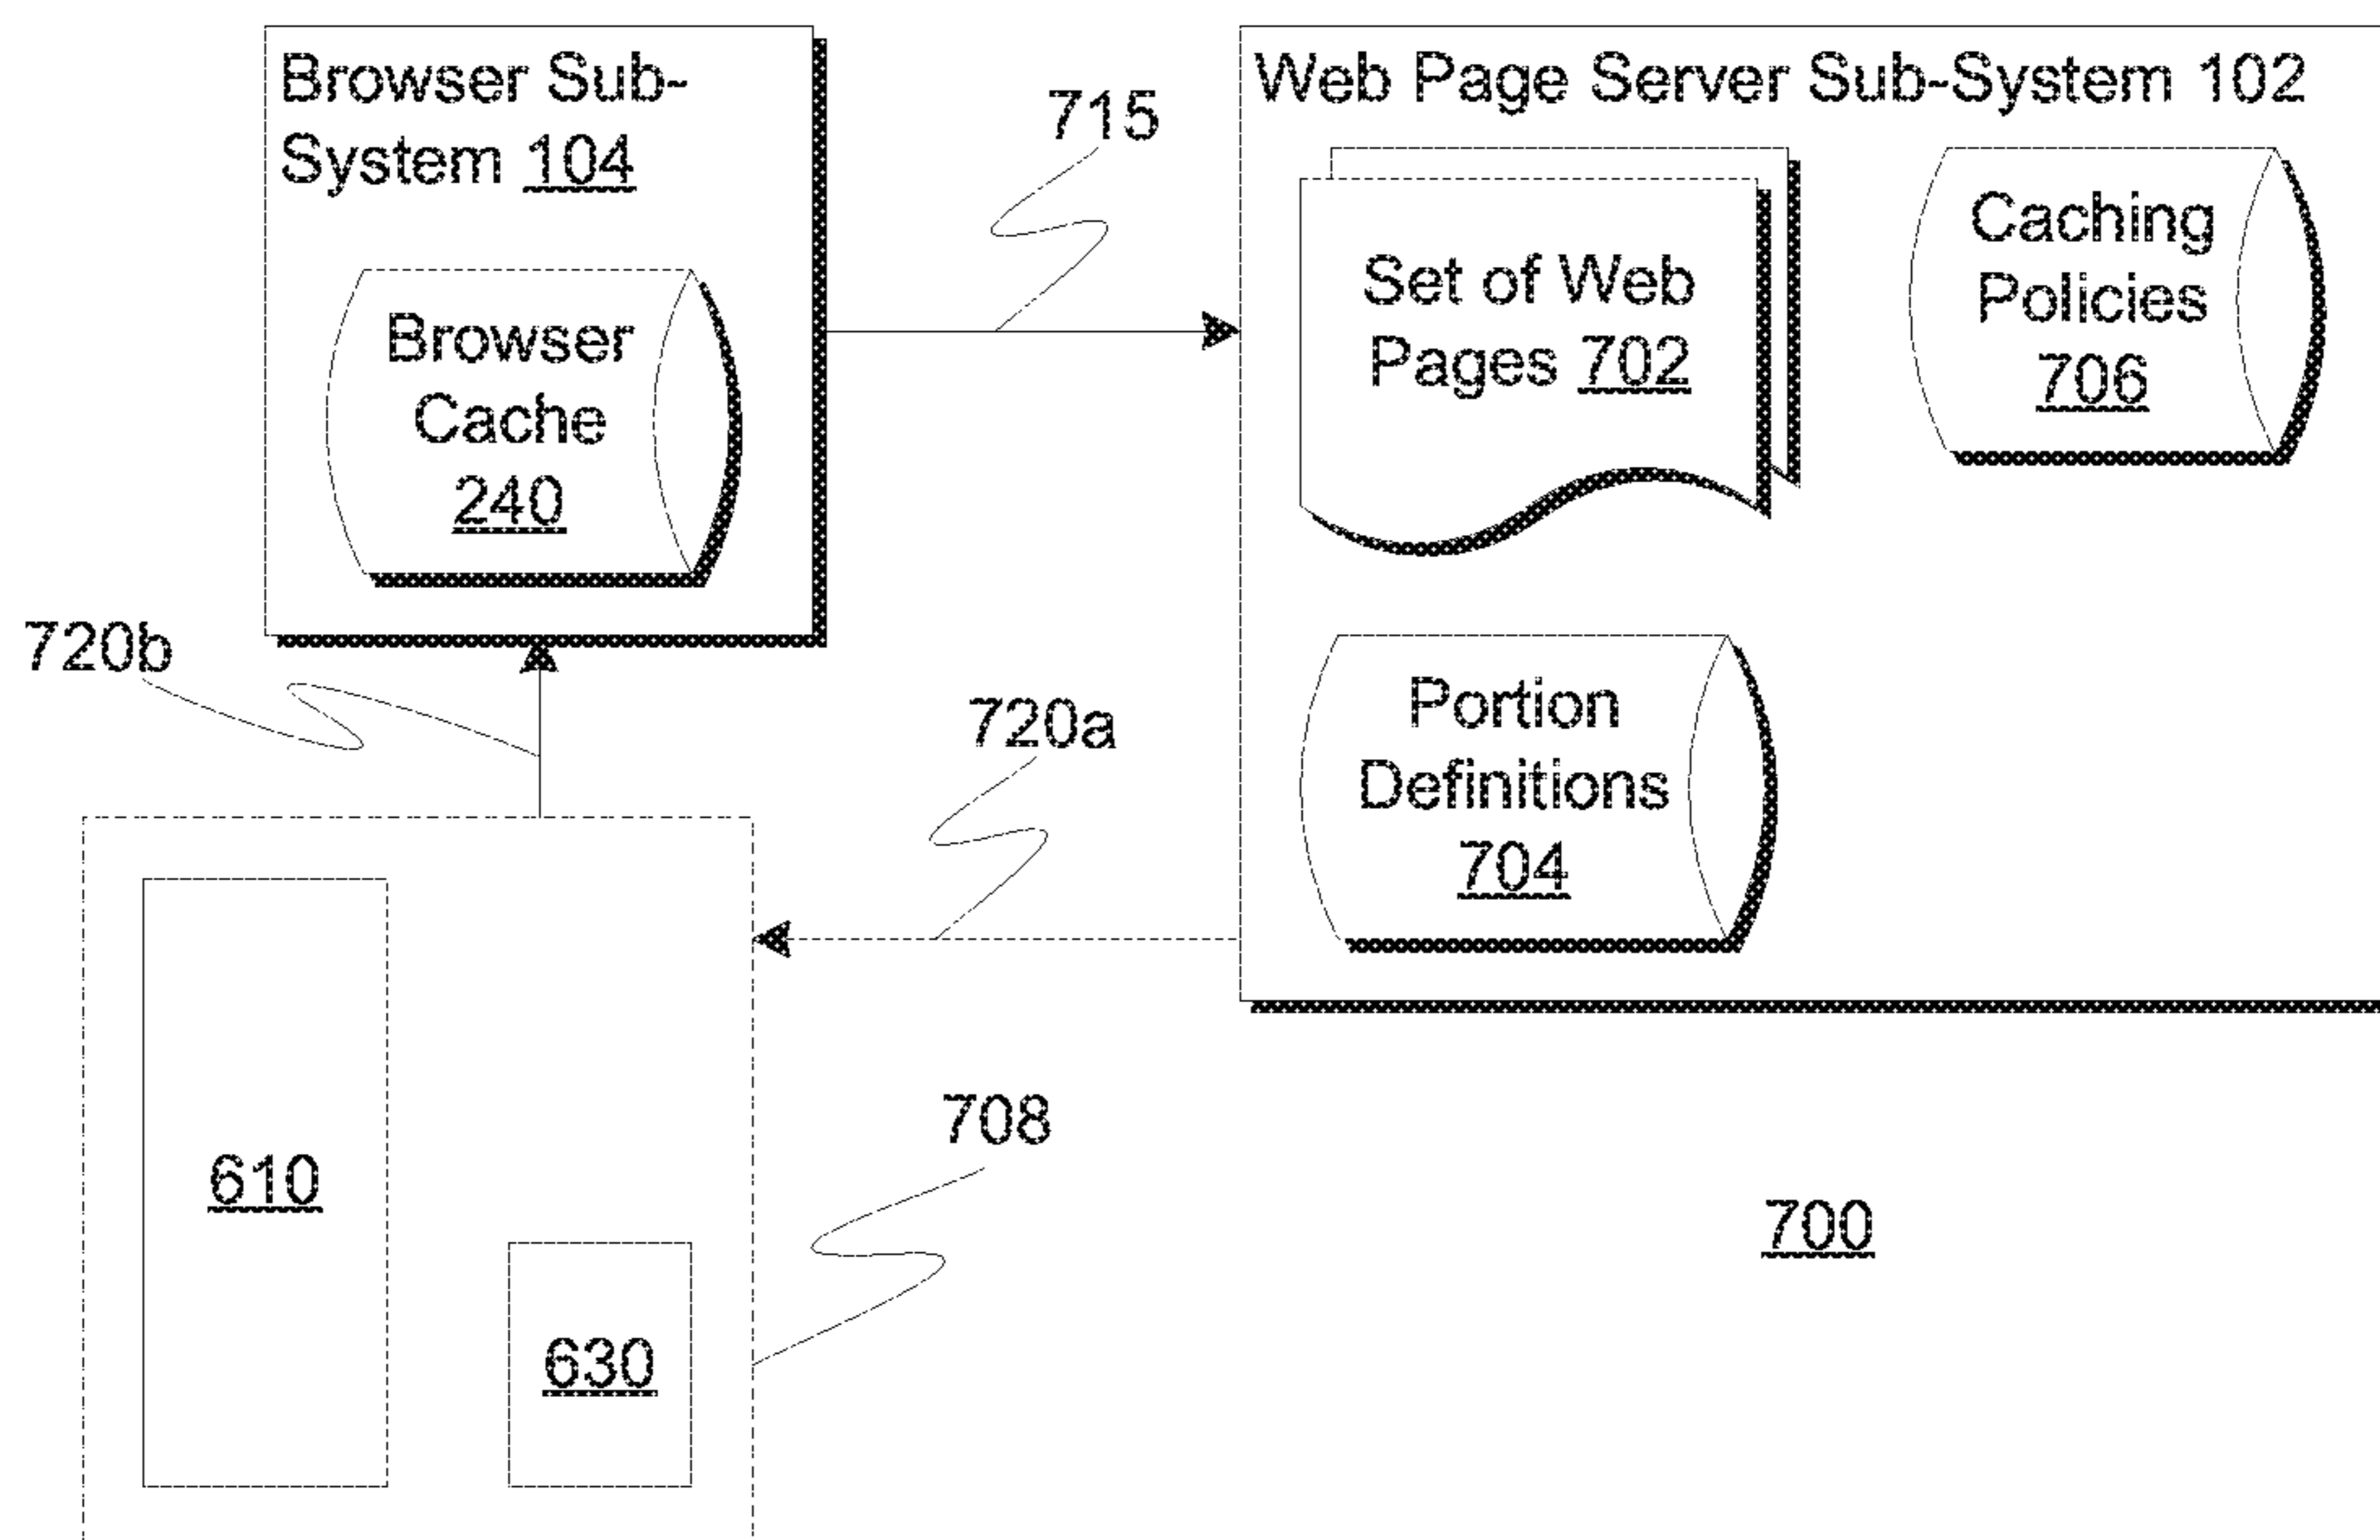 Browser Sub-
System 104
Browser
Cache
240
715
Web Page Server Sub-System 102
Set of Web
Pages 702
Caching
Policies
706
Portion
Definitions
704
720b
720a
610
630
708
700